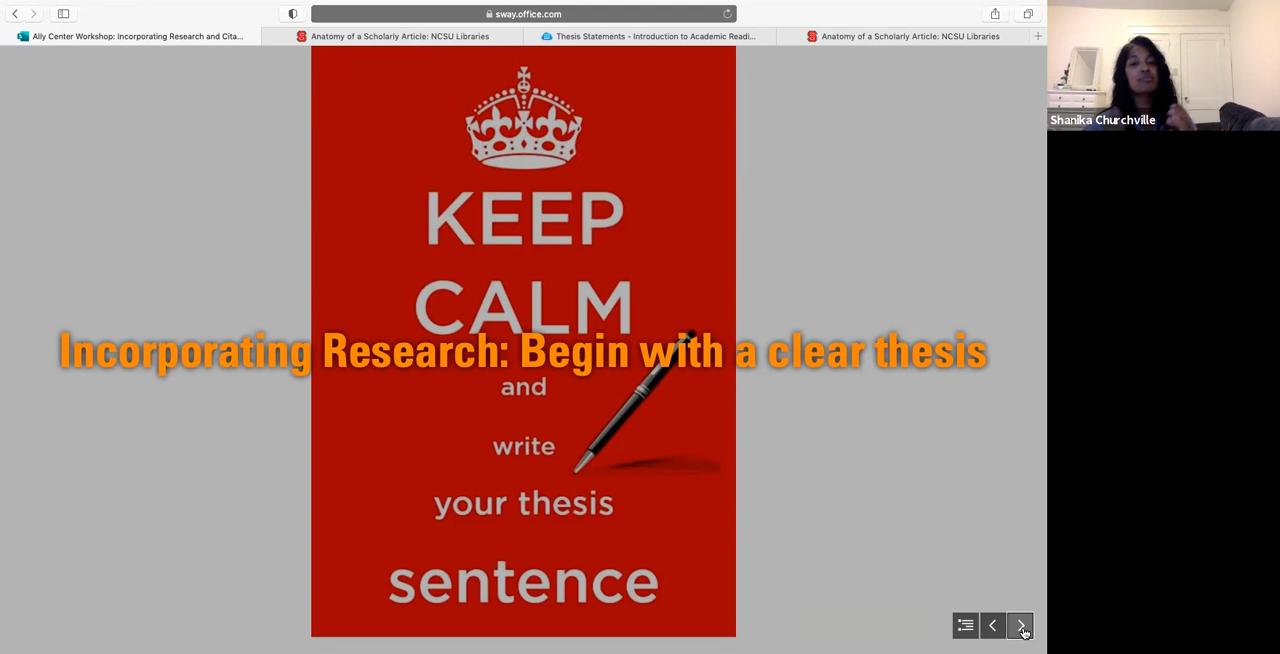 sway.office.com
Ally Center Workshop: Incorporating Research and Cita...
Anatomy of a Scholarly Article: NCSU Libraries
Thesis Statements - Introduction to Academic Readi...
Anatomy of a Scholarly Article: NCSU Libraries
Shanika Churchville
KEEP
CALM
Incorporating Research: Begin with a clear thesis
and
write
your thesis
sentence